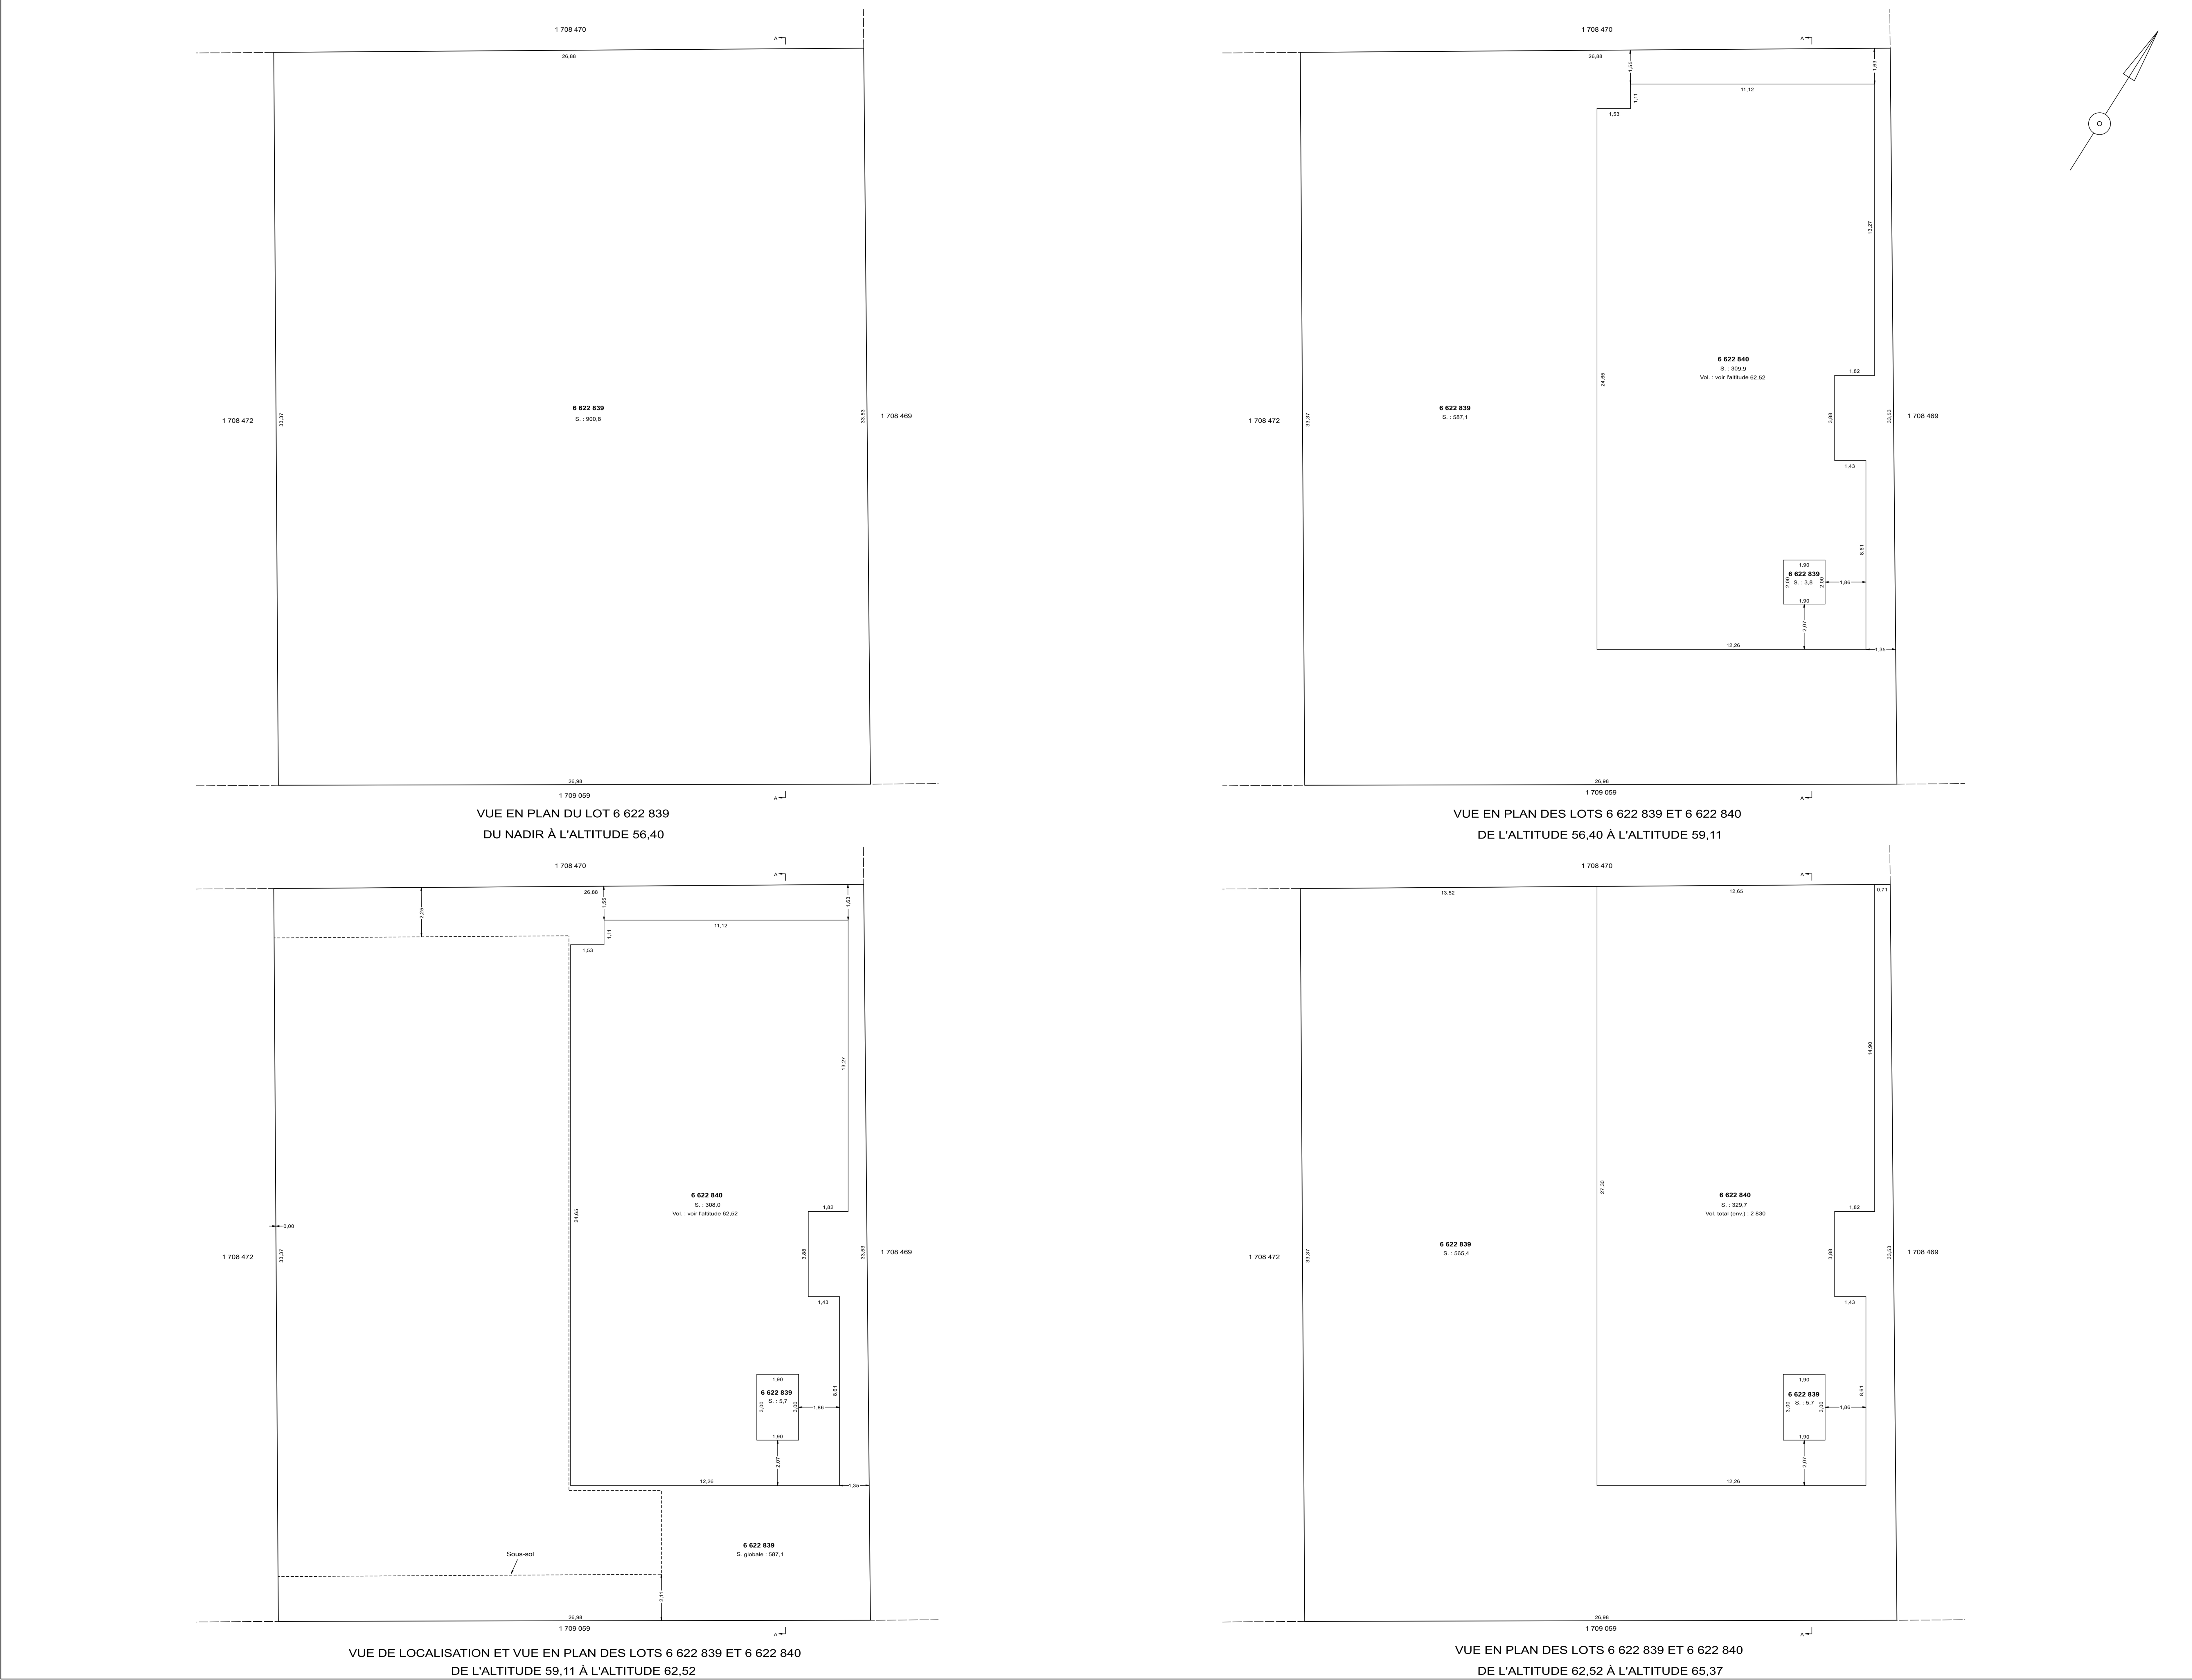 1 708 470
A
26,88
1 708 472
33,37
6 622 839
S. : 900,8
33,53
1 708 469
26,98
1 709 059
A
VUE EN PLAN DU LOT 6 622 839
DU NADIR À L'ALTITUDE 56,40
1 708 470
A
26,88
1,55
1,63
11,12
1,11
1,53
13,27
6 622 840
S. : 309,9
Vol. : voir l'altitude 62,52
1,82
24,65
1 708 472
33,37
6 622 839
S. : 587,1
3,88
33,53
1 708 469
1,43
8,61
1,90
6 622 839
S. : 3,8
2,00
2,00
1,86
1,90
2,07
12,26
1,35
26,98
1 709 059
A
VUE EN PLAN DES LOTS 6 622 839 ET 6 622 840
DE L'ALTITUDE 56,40 À L'ALTITUDE 59,11
1 708 470
A
26,88
2,25
1,55
1,63
11,12
1,11
1,53
13,27
6 622 840
S. : 308,0
Vol. : voir l'altitude 62,52
1,82
24,65
0,00
1 708 472
33,37
3,88
33,53
1 708 469
1,43
1,90
6 622 839
S. : 5,7
3,00
3,00
1,86
8,61
1,90
2,07
12,26
1,35
6 622 839
S. globale : 587,1
Sous-sol
2,11
26,98
1 709 059
A
VUE DE LOCALISATION ET VUE EN PLAN DES LOTS 6 622 839 ET 6 622 840
DE L'ALTITUDE 59,11 À L'ALTITUDE 62,52
1 708 470
A
13,52
12,65
0,71
14,90
27,30
6 622 840
S. : 329,7
Vol. total (env.) : 2 830
1,82
1 708 472
33,37
6 622 839
S. : 565,4
3,88
33,53
1 708 469
1,43
1,90
6 622 839
S. : 5,7
3,00
3,00
1,86
8,61
1,90
2,07
12,26
26,98
1 709 059
A
VUE EN PLAN DES LOTS 6 622 839 ET 6 622 840
DE L'ALTITUDE 62,52 À L'ALTITUDE 65,37